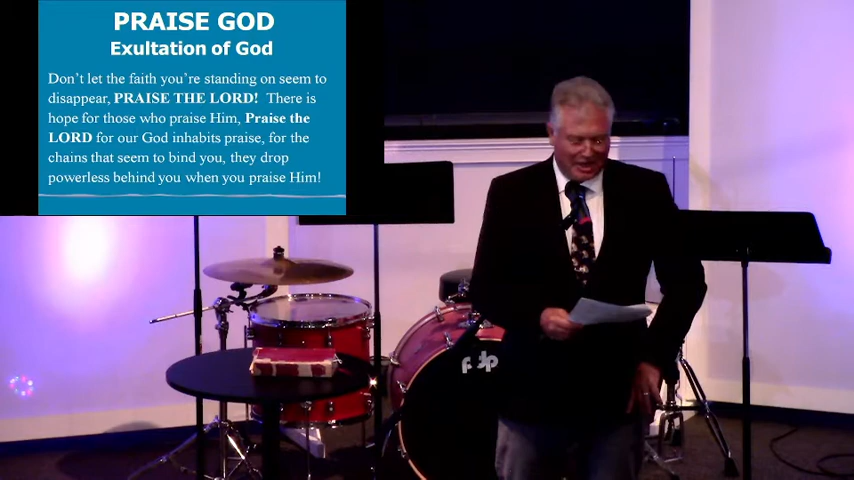 PRAISE GOD
Exultation of God
Don't let the faith you're standing on seem to
disappear, PRAISE THE LORD! There is
hope for those who praise Him, Praise the
LORD for our God inhabits praise, for the
chains that seem to bind you, they drop
powerless behind you when you praise Him!
pdp